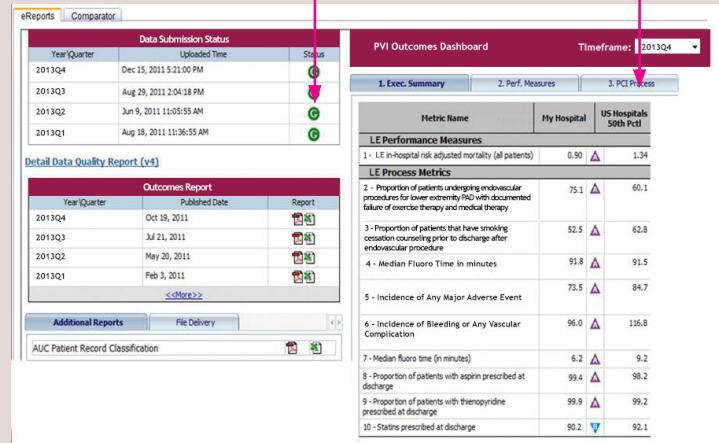 eReports Comparator
Data Submission Status
Year\Quarter Uploaded Time Status
2013Q4 Dec 15, 2011 5:21:00 PM G
2013Q3 Aug 29, 2011 2:04:18 PM G
2013Q2 Jun 9, 2011 11:05:55 AM G
2013Q1 Aug 18, 2011 11:36:55 AM G
Detail Data Quality Report (v4)
Outcomes Report
Year\Quarter Published Date Report
2013Q4 Oct 19, 2011
2013Q3 Jul 21, 2011
2013Q2 May 20, 2011
2013Q1 Feb 3, 2011
<<More>>
Additional Reports File Delivery
AUC Patient Record Classification
PVI Outcomes Dashboard Timeframe: 2013Q4
1. Exec. Summary 2. Perf. Measures 3. PCI Process
Metric Name My Hospital US Hospitals
50th Pctl
LE Performance Measures
1 - LE in-hospital risk adjusted mortality (all patients) 0.90 1.34
LE Process Metrics
2 - Proportion of patients undergoing endovascular
procedures for lower extremity PAD with documented
failure of exercise therapy and medical therapy
75.1 60.1
3 - Proportion of patients that have smoking
cessation counseling prior to discharge after
endovascular procedure
52.5 62.8
4 - Median Fluoro Time in minutes 91.8 91.5
5 - Incidence of Any Major Adverse Event 73.5 84.7
6 - Incidence of Bleeding or Any Vascular
Complication
96.0 116.8
7 - Median fluoro time (in minutes) 6.2 9.2
8 - Proportion of patients with aspirin prescribed at
discharge
99.4 98.2
9 - Proportion of patients with thienopyridine
prescribed at discharge
99.9 99.2
10 - Statins prescribed at discharge 90.2 92.1